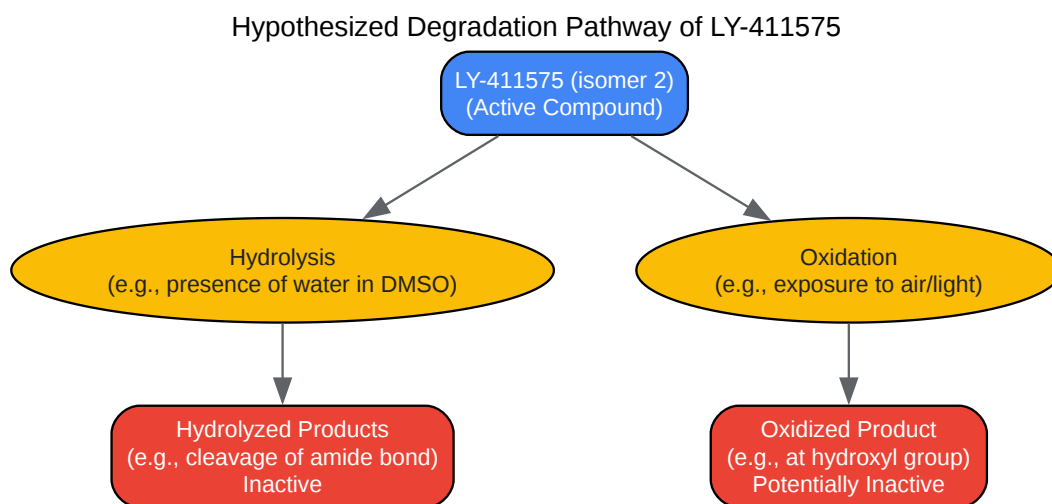 Hypothesized Degradation Pathway of LY-411575
LY-411575 (isomer 2)
(Active Compound)
Hydrolysis
(e.g., presence of water in DMSO)
Oxidation
(e.g., exposure to air/light)
Hydrolyzed Products
(e.g., cleavage of amide bond)
Inactive
Oxidized Product
(e.g., at hydroxyl group)
Potentially Inactive